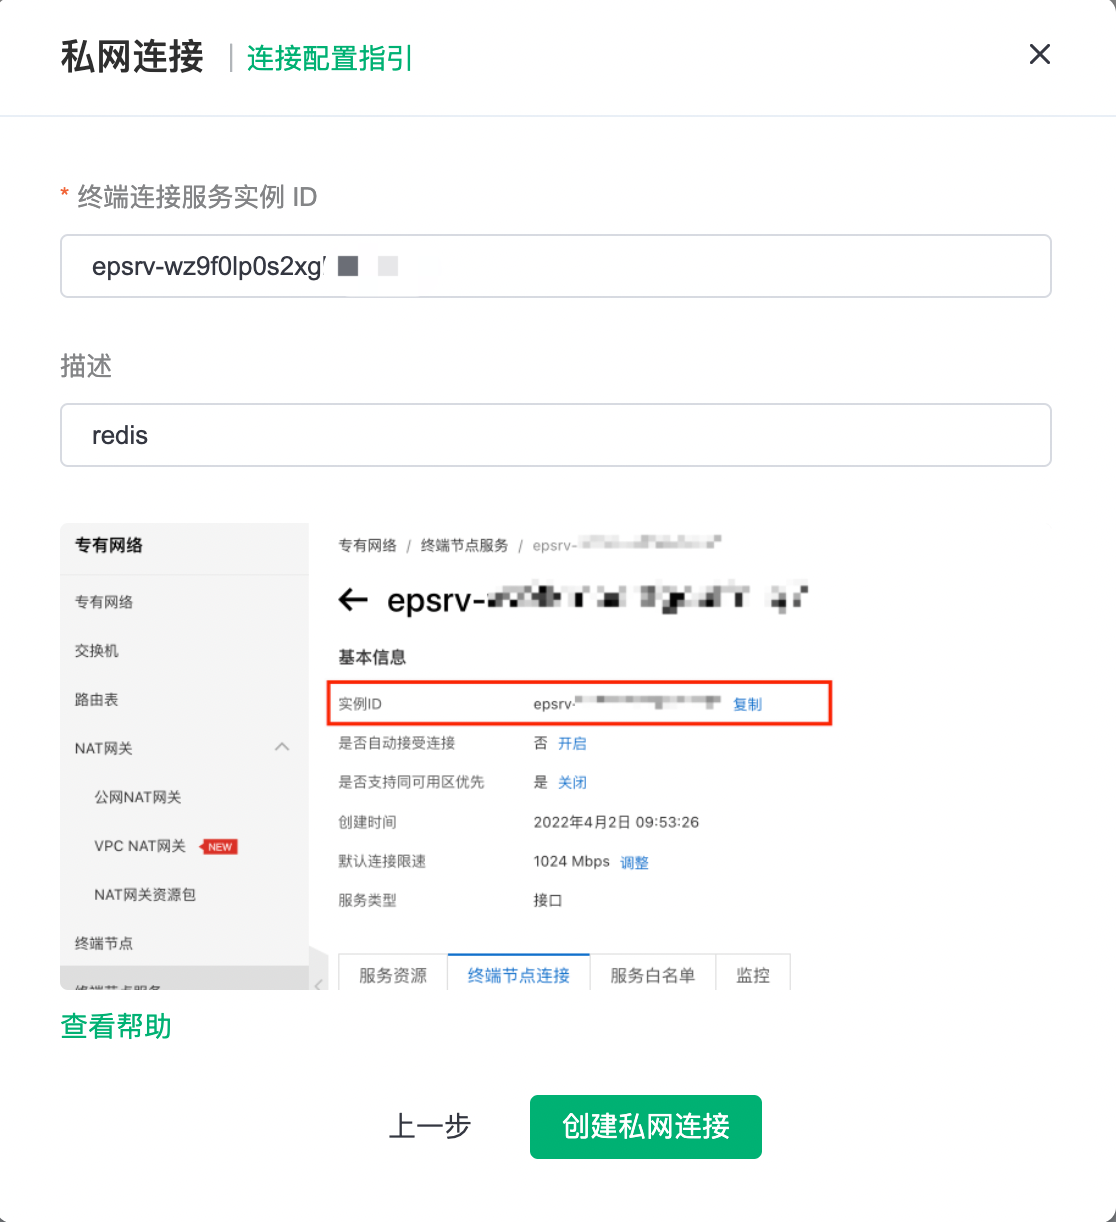 私网连接 | 连接配置指引
* 终端连接服务实例 ID
epsrv-wz9f0lp0s2xg
描述
redis
专有网络
专有网络
交换机
路由表
NAT网关
公网NAT网关
VPC NAT网关 NEW
NAT网关资源包
终端节点
终端节点服务
专有网络 / 终端节点服务 / epsrv-
epsrv-
基本信息
实例ID epsrv- 复制
是否自动接受连接 否 开启
是否支持同可用区优先 是 关闭
创建时间 2022年4月2日 09:53:26
默认连接限速 1024 Mbps 调整
服务类型 接口
服务资源 终端节点连接 服务白名单 监控
查看帮助
上一步 创建私网连接